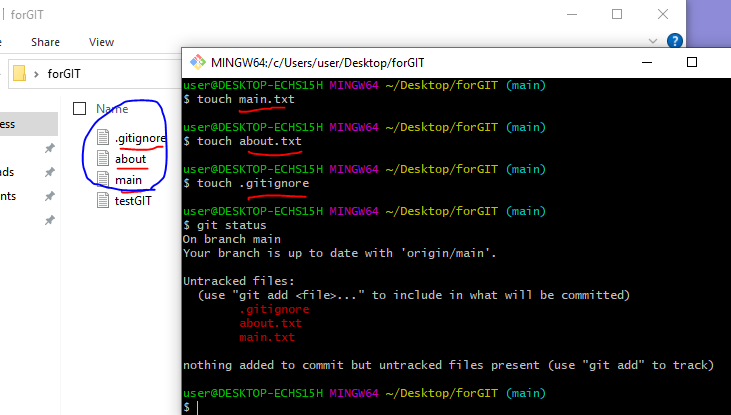 forGIT
Share View
forGIT
ess
Name
.gitignore
about
main
testGIT
nds
nts
MINGW64:/c/Users/user/Desktop/forGIT
user@DESKTOP-ECHS15H MINGW64 ~/Desktop/forGIT (main)
$ touch main.txt
user@DESKTOP-ECHS15H MINGW64 ~/Desktop/forGIT (main)
$ touch about.txt
user@DESKTOP-ECHS15H MINGW64 ~/Desktop/forGIT (main)
$ touch .gitignore
user@DESKTOP-ECHS15H MINGW64 ~/Desktop/forGIT (main)
$ git status
On branch main
Your branch is up to date with 'origin/main'.
Untracked files:
(use "git add <file>..." to include in what will be committed)
.gitignore
about.txt
main.txt
nothing added to commit but untracked files present (use "git add" to track)
user@DESKTOP-ECHS15H MINGW64 ~/Desktop/forGIT (main)
$